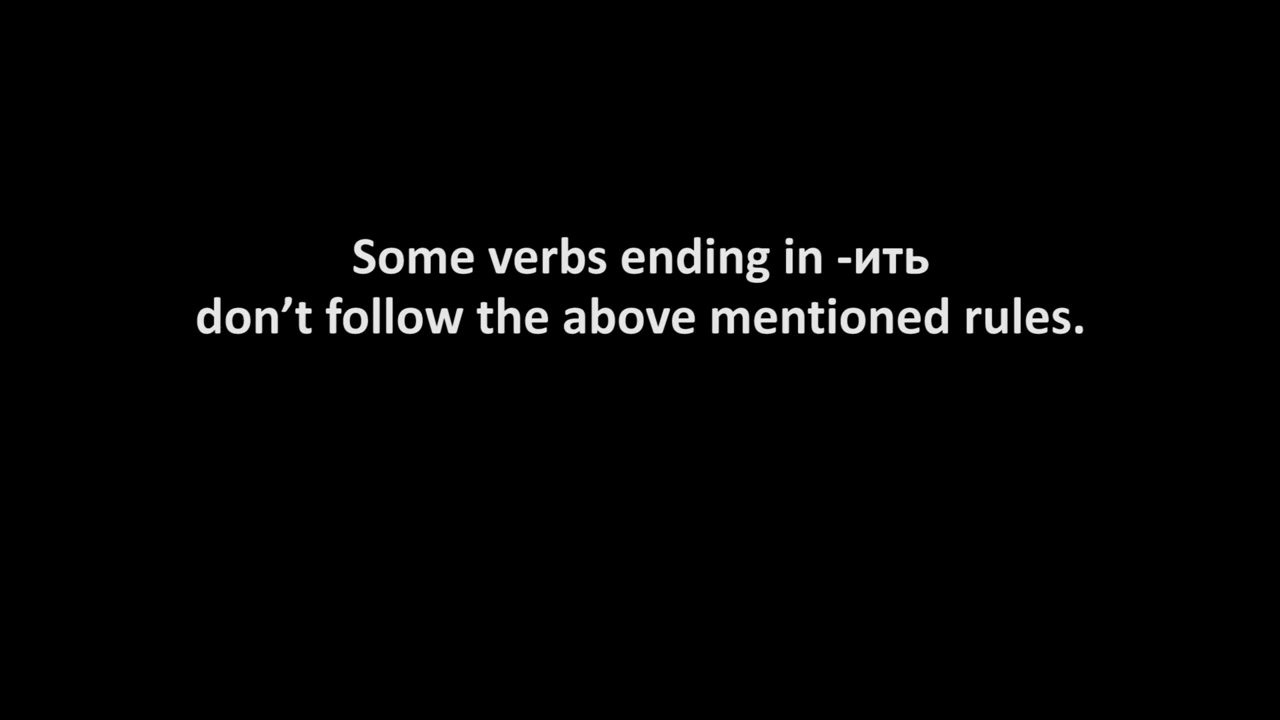 Some verbs ending in -ить
don’t follow the above mentioned rules.